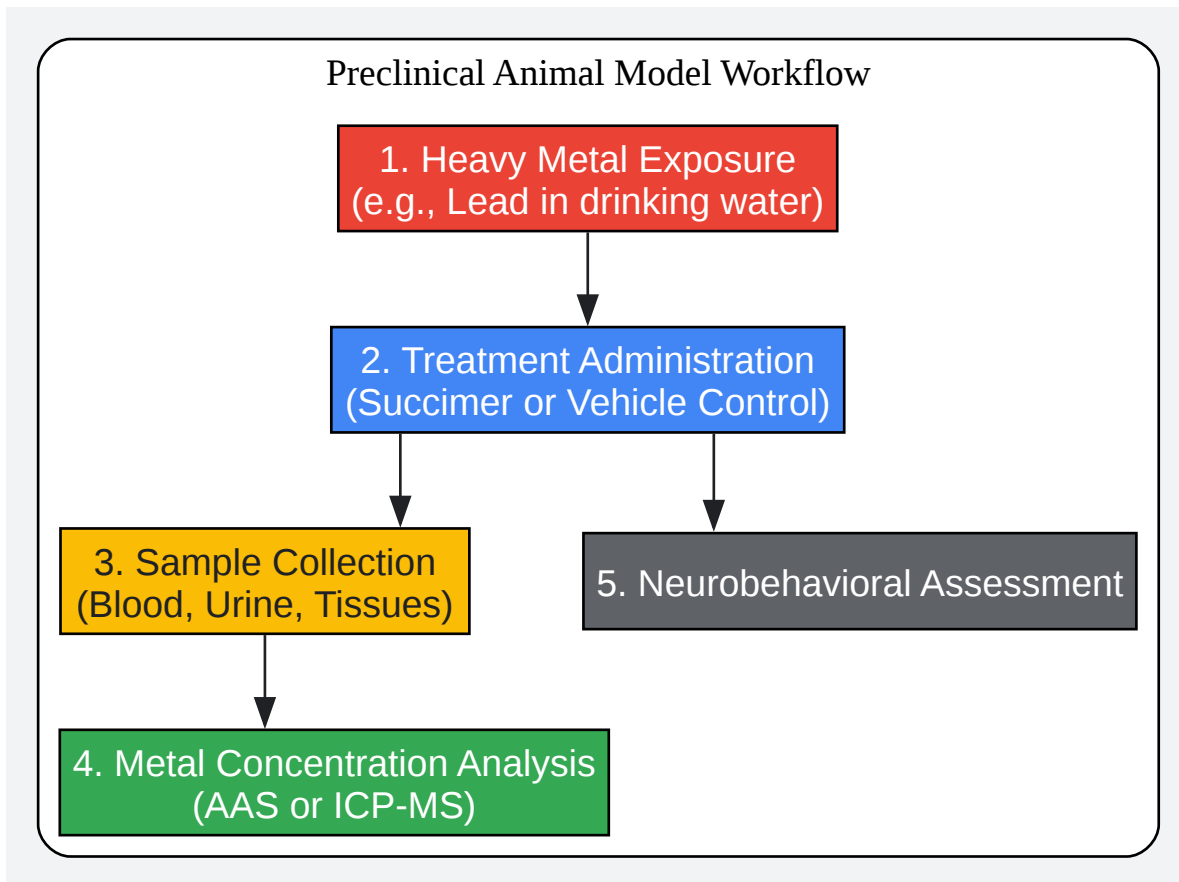 Preclinical Animal Model Workflow
1. Heavy Metal Exposure
(e.g., Lead in drinking water)
2. Treatment Administration
(Succimer or Vehicle Control)
3. Sample Collection
(Blood, Urine, Tissues)
5. Neurobehavioral Assessment
4. Metal Concentration Analysis
(AAS or ICP-MS)